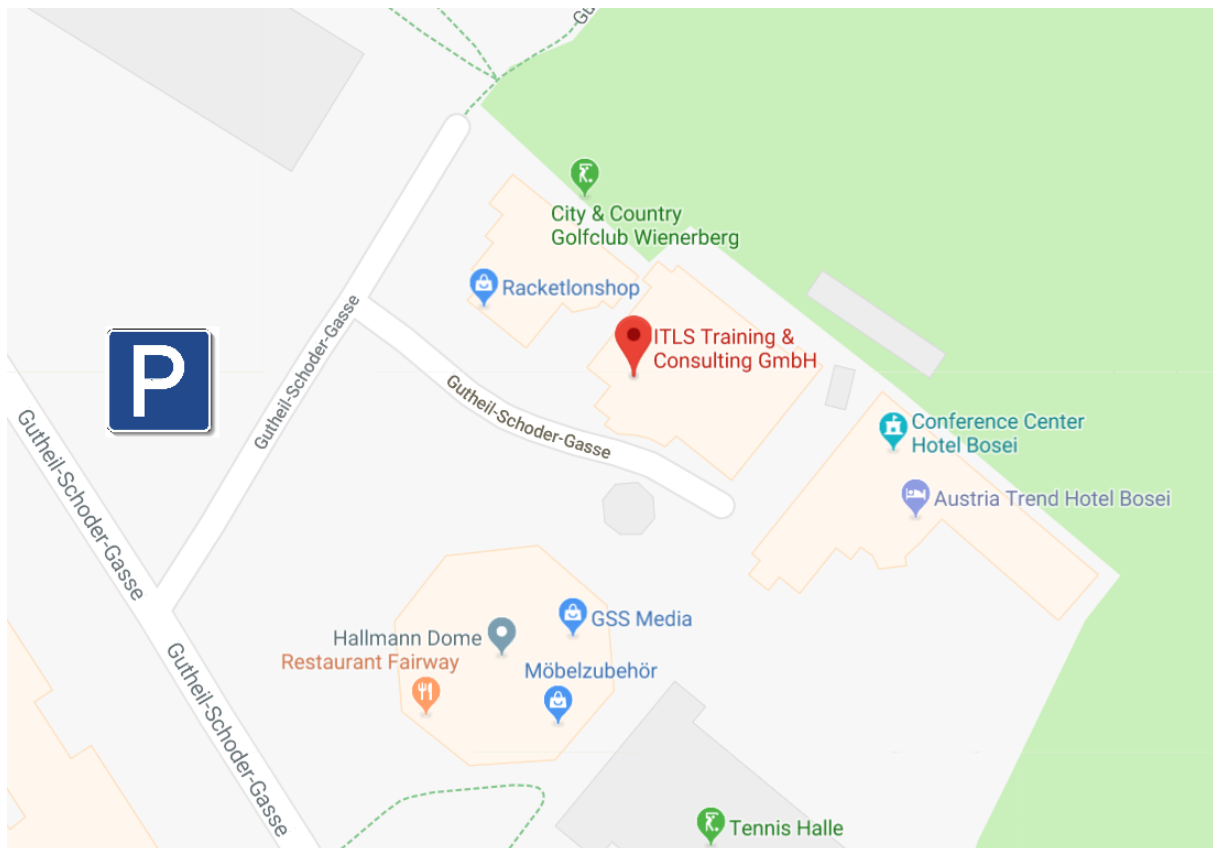 Gu
City & Country
Golfclub Wienerberg
Racketlonshop
ITLS Training &
Consulting GmbH
Gutheil-Schoder-Gasse
P
Gutheil-Schoder-Gasse
Conference Center
Hotel Bosei
Gutheil-Schoder-Gasse
Austria Trend Hotel Bosei
GSS Media
Hallmann Dome
Restaurant Fairway
Möbelzubehör
Gutheil-Schoder-Gasse
Tennis Halle